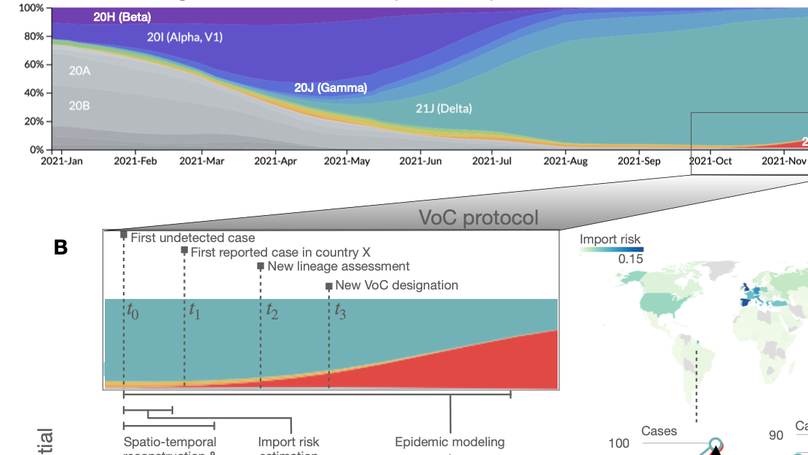 100%
20H (Beta)
20I (Alpha, V1)
80%
20A
60%
20J (Gamma)
40%
20B
21J (Delta)
20%
0%
2021-Jan 2021-Feb 2021-Mar 2021-Apr 2021-May 2021-Jun 2021-Jul 2021-Aug 2021-Sep 2021-Oct 2021-Nov
VoC protocol
B
First undetected case
First reported case in country X
New lineage assessment
New VoC designation
t0 t1 t2 t3
Import risk
0.15
Spatio-temporal
Import risk
Epidemic modeling
Cases
100
90